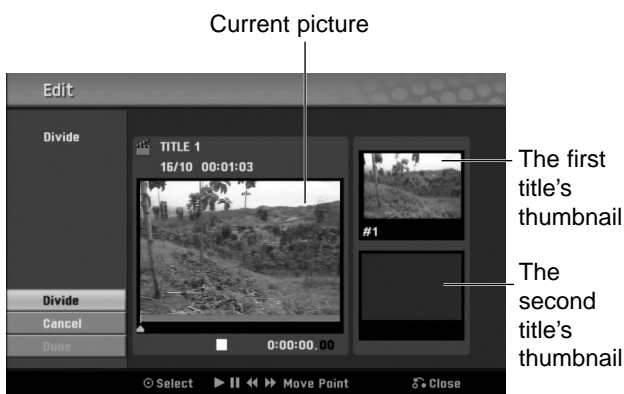 Current picture
Edit
Divide
TITLE 1
16/10 00:01:03
#1
The first
title's
thumbnail
The
second
title's
thumbnail
Divide
Cancel
Done
0:00:00.00
Select Move Point Close